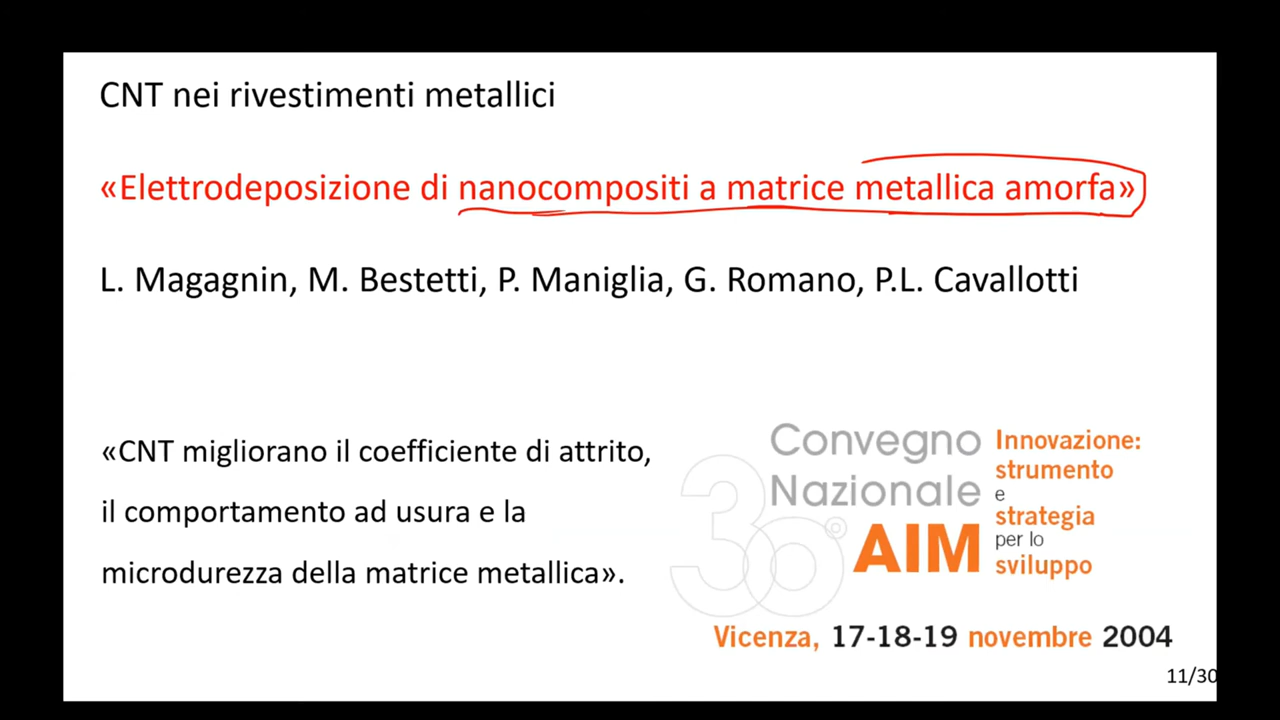 CNT nei rivestimenti metallici
«Elettrodeposizione di nanocompositi a matrice metallica amorfa»
L. Magagnin, M. Bestetti, P. Maniglia, G. Romano, P.L. Cavallotti
«CNT migliorano il coefficiente di attrito,
il comportamento ad usura e la
microdurezza della matrice metallica».
30°
Convegno
Nazionale
AIM
Innovazione:
strumento
e
strategia
per lo
sviluppo
Vicenza, 17-18-19 novembre 2004
11/30